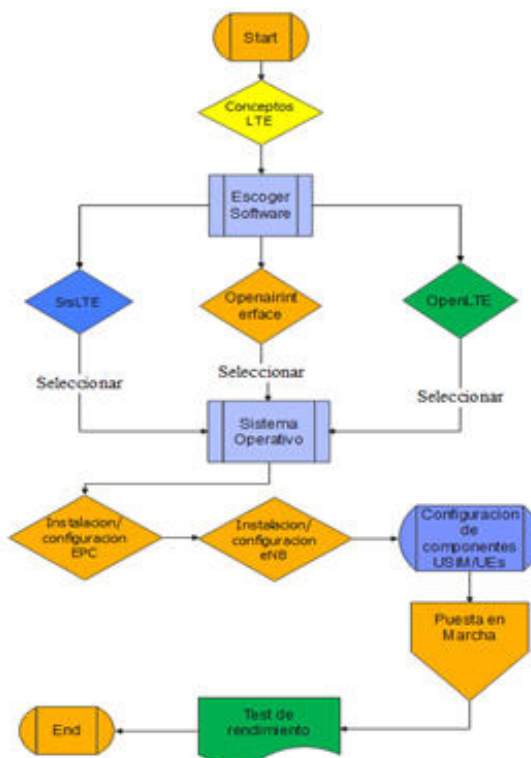 Start
Conceptos
LTE
Escoger
Software
SrsLTE
OpenairInt
erface
OpenLTE
Seleccionar
Seleccionar
Seleccionar
Sistema
Operativo
Instalacion/
configuracion
EPC
Instalacion/
configuracion
eNB
Configuracion
de
componentes
USIM/UEs
Puesta en
Marcha
Test de
rendimiento
End